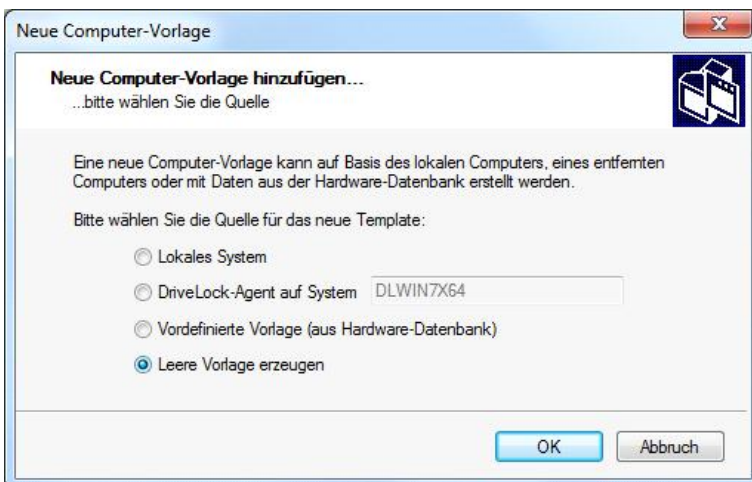 Neue Computer-Vorlage
Neue Computer-Vorlage hinzufügen...
...bitte wählen Sie die Quelle
Eine neue Computer-Vorlage kann auf Basis des lokalen Computers, eines entfernten
Computers oder mit Daten aus der Hardware-Datenbank erstellt werden.
Bitte wählen Sie die Quelle für das neue Template:
Lokales System
DriveLock-Agent auf System DLWIN7X64
Vordefinierte Vorlage (aus Hardware-Datenbank)
Leere Vorlage erzeugen
OK Abbruch